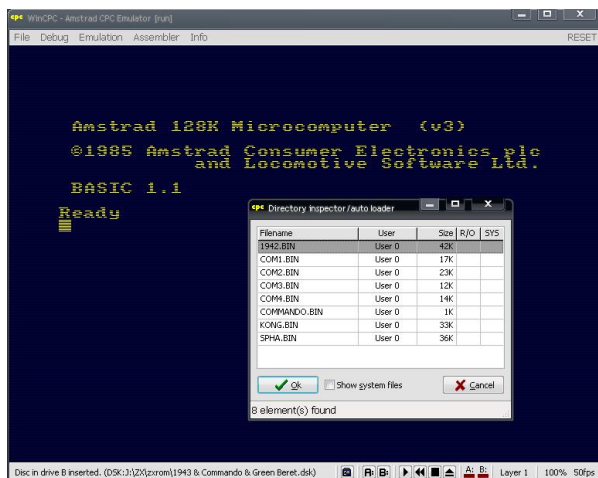 cpc WinCPC - Amstrad CPC Emulator [run]
File Debug Emulation Assembler Info RESET
Amstrad 128K Microcomputer (v3)
©1985 Amstrad Consumer Electronics plc
and Locomotive Software Ltd.
BASIC 1.1
Ready
cpc Directory inspector/auto loader
Filename User Size R/O SYS
1942.BIN User 0 42K
COM1.BIN User 0 17K
COM2.BIN User 0 23K
COM3.BIN User 0 12K
COM4.BIN User 0 14K
COMMANDO.BIN User 0 1K
KONG.BIN User 0 33K
SPHA.BIN User 0 36K
Ok Show system files Cancel
8 element(s) found
Disc in drive B inserted. (DSK:J:\ZX\zxrom\1943 & Commando & Green Beret.dsk) A: B: A: B: Layer 1 100% 50fps